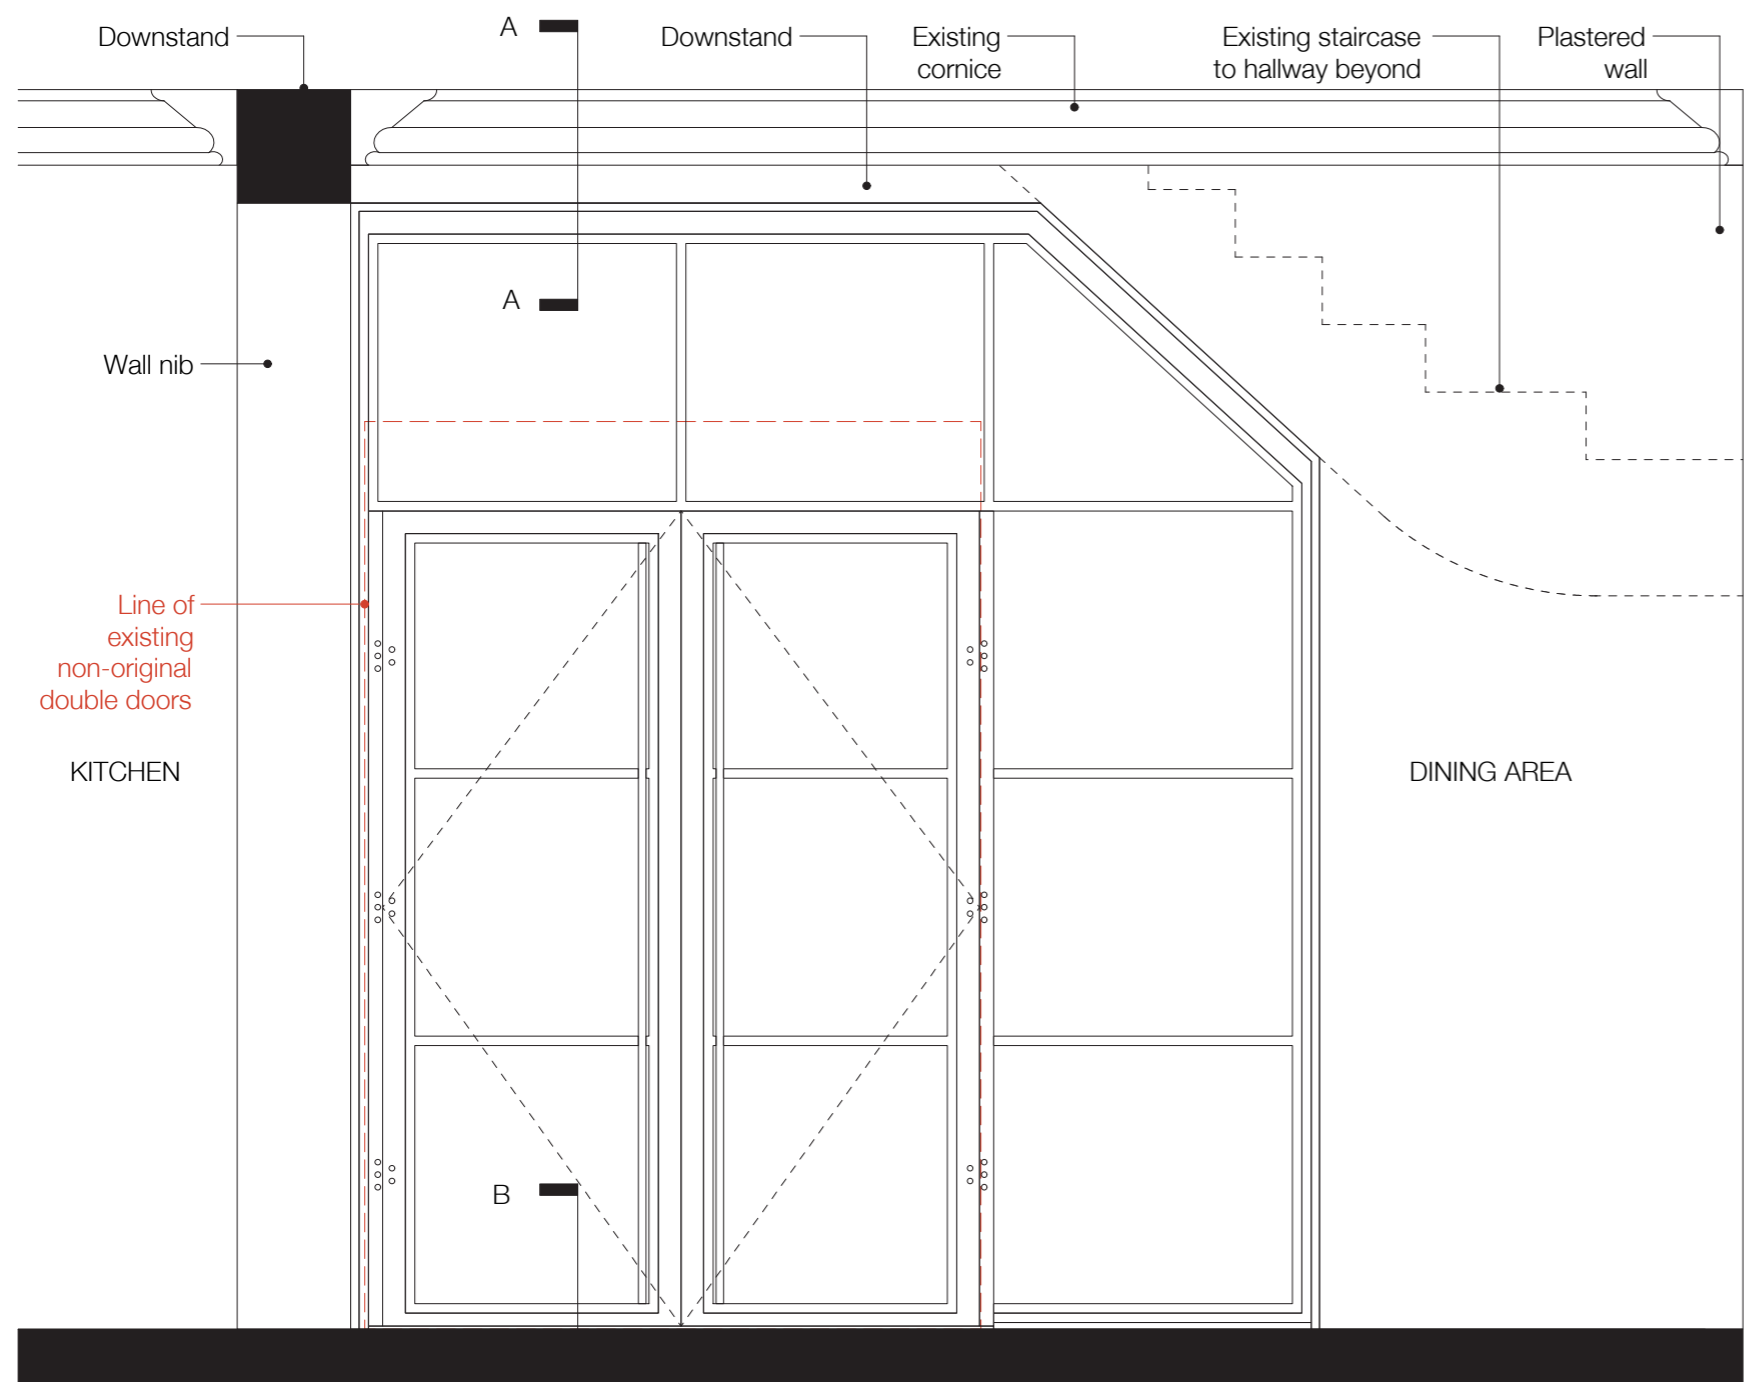 A
Downstand
Downstand
Existing
cornice
Existing staircase
to hallway beyond
Plastered
wall
A
Wall nib
Line of
existing
non-original
double doors
KITCHEN
DINING AREA
B